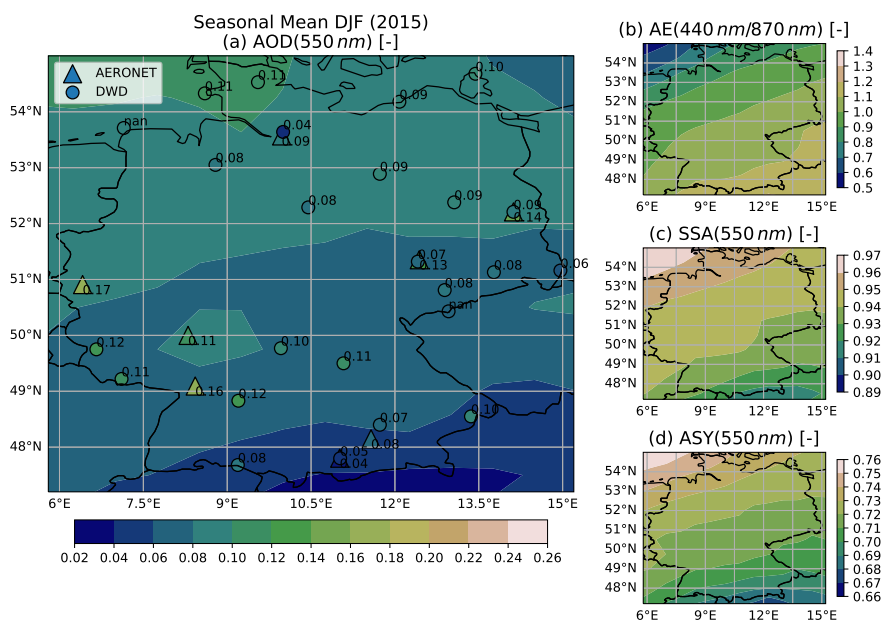 Seasonal Mean DJF (2015)
(a) AOD(550 nm) [-]
AERONET
DWD
54°N
53°N
52°N
51°N
50°N
49°N
48°N
0.11
0.11
0.10
0.09
nan
0.04
0.09
0.08
0.09
0.08
0.09
0.09
0.14
0.07
0.13
0.08
0.06
0.17
0.08
nan
0.12
0.11
0.10
0.11
0.11
0.16
0.12
0.07
0.10
0.08
0.08
0.05
0.04
6°E 7.5°E 9°E 10.5°E 12°E 13.5°E 15°E
0.02 0.04 0.06 0.08 0.10 0.12 0.14 0.16 0.18 0.20 0.22 0.24 0.26
(b) AE(440 nm/870 nm) [-]
54°N
53°N
52°N
51°N
50°N
49°N
48°N
6°E 9°E 12°E 15°E
1.4
1.3
1.2
1.1
1.0
0.9
0.8
0.7
0.6
0.5
(c) SSA(550 nm) [-]
54°N
53°N
52°N
51°N
50°N
49°N
48°N
6°E 9°E 12°E 15°E
0.97
0.96
0.95
0.94
0.93
0.92
0.91
0.90
0.89
(d) ASY(550 nm) [-]
54°N
53°N
52°N
51°N
50°N
49°N
48°N
6°E 9°E 12°E 15°E
0.76
0.75
0.74
0.73
0.72
0.71
0.70
0.69
0.68
0.67
0.66